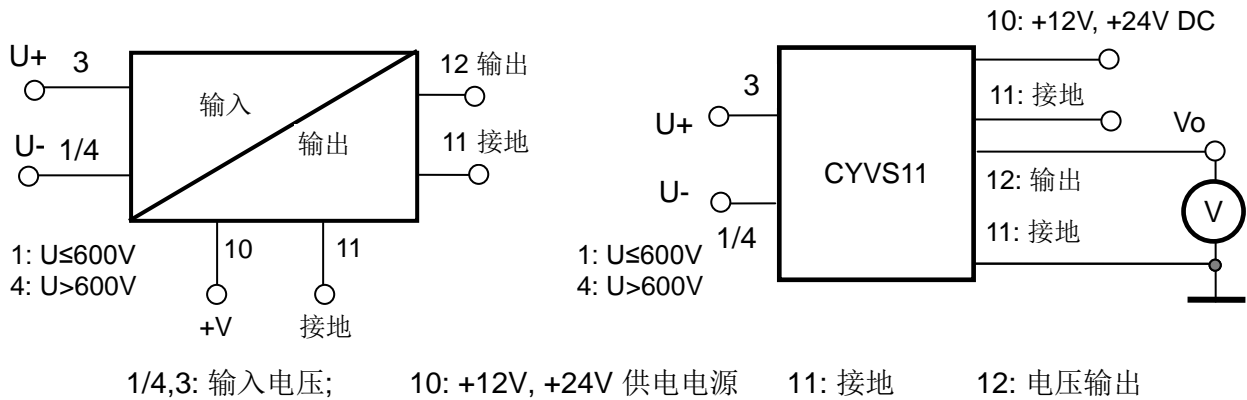 U+
3
输入
12 输出
U-
1/4
输出
11 接地
10
11
1: U≤600V
4: U>600V
+V
接地
10: +12V, +24V DC
3
11: 接地
U+
Vo
CYVS11
U-
12: 输出
V
1/4
11: 接地
1: U≤600V
4: U>600V
1/4,3: 输入电压; 10: +12V, +24V 供电电源 11: 接地 12: 电压输出